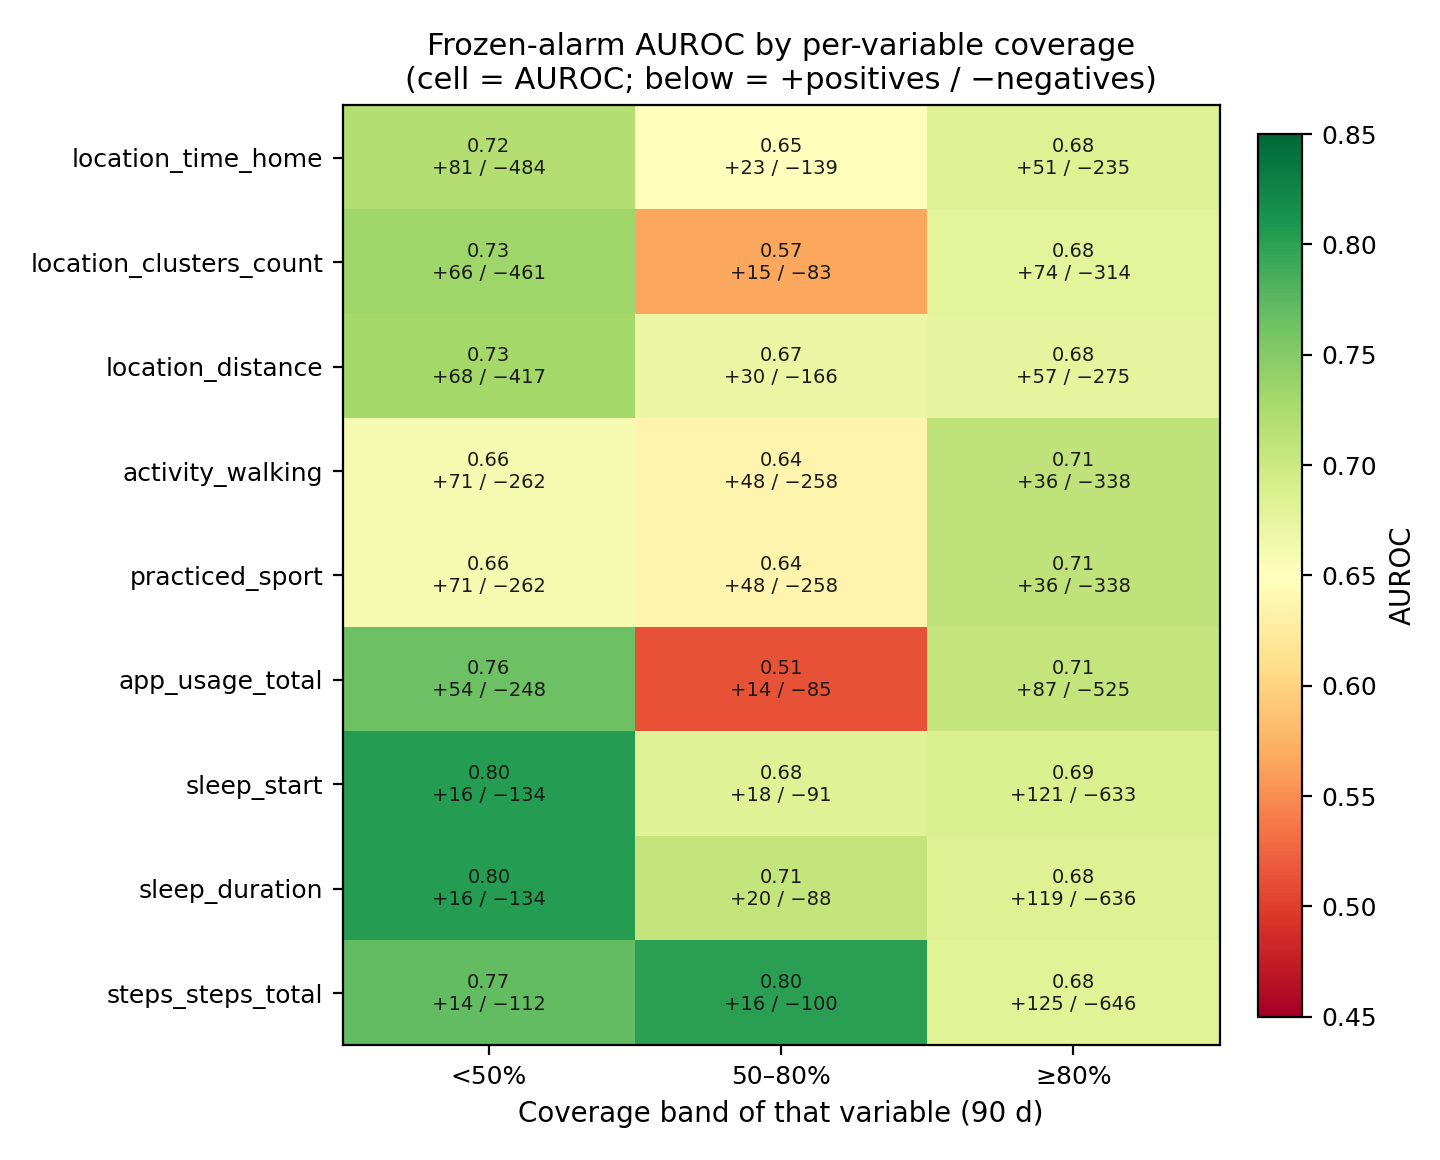 Frozen-alarm AUROC by per-variable coverage
(cell = AUROC; below = +positives / −negatives)
location_time_home
0.72
+81 / −484
0.65
+23 / −139
0.68
+51 / −235
location_clusters_count
0.73
+66 / −461
0.57
+15 / −83
0.68
+74 / −314
location_distance
0.73
+68 / −417
0.67
+30 / −166
0.68
+57 / −275
activity_walking
0.66
+71 / −262
0.64
+48 / −258
0.71
+36 / −338
practiced_sport
0.66
+71 / −262
0.64
+48 / −258
0.71
+36 / −338
app_usage_total
0.76
+54 / −248
0.51
+14 / −85
0.71
+87 / −525
sleep_start
0.80
+16 / −134
0.68
+18 / −91
0.69
+121 / −633
sleep_duration
0.80
+16 / −134
0.71
+20 / −88
0.68
+119 / −636
steps_steps_total
0.77
+14 / −112
0.80
+16 / −100
0.68
+125 / −646
<50%
50–80%
≥80%
Coverage band of that variable (90 d)
0.85
0.80
0.75
0.70
0.65
0.60
0.55
0.50
0.45
AUROC